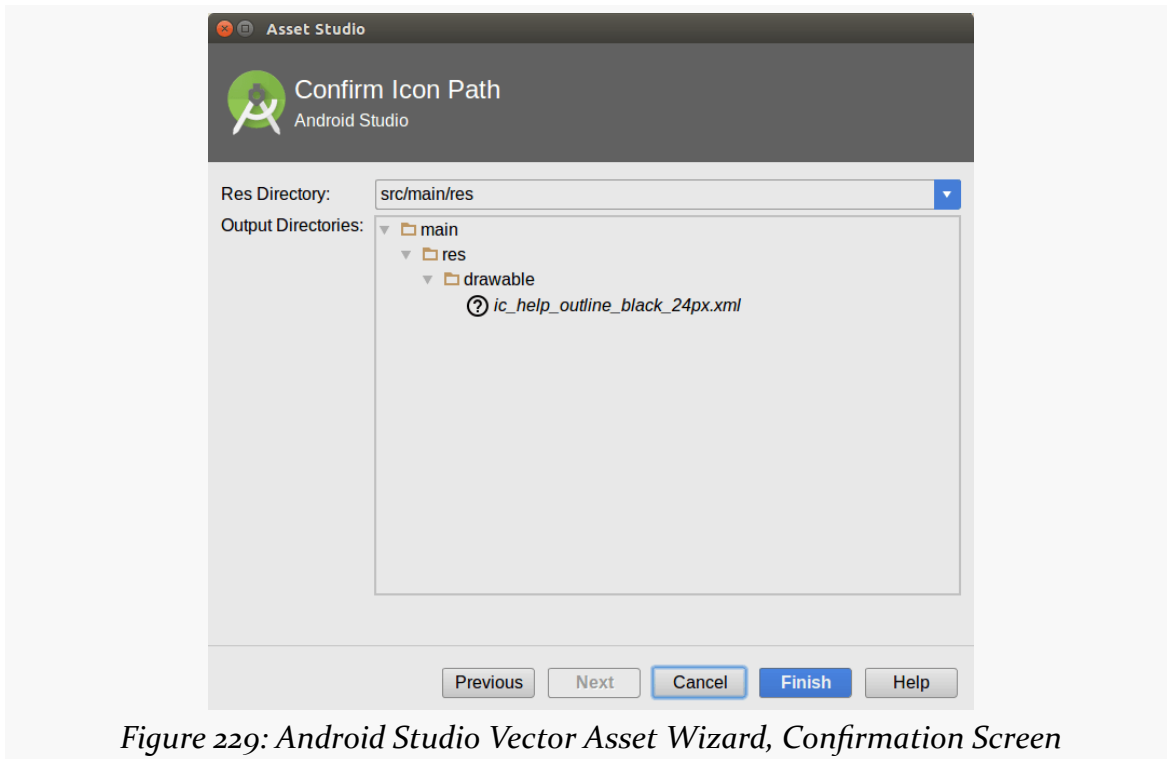 Asset Studio
Confirm Icon Path
Android Studio
Res Directory: src/main/res
Output Directories:
main
res
drawable
ic_help_outline_black_24px.xml
Previous Next Cancel Finish Help
Figure 229: Android Studio Vector Asset Wizard, Confirmation Screen